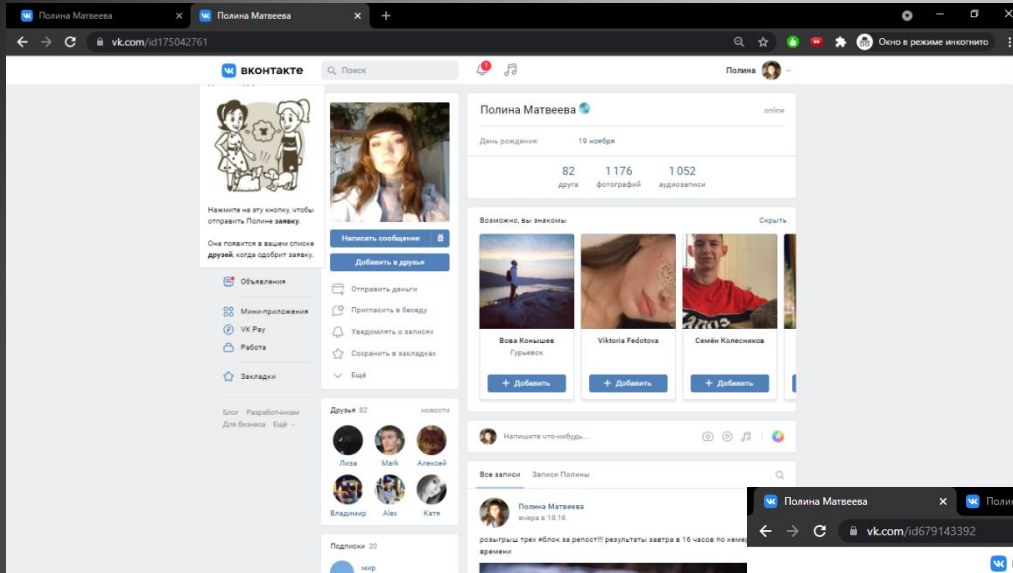 Полина Матвеева
Полина Матвеева
vk.com/id175042761
Окно в режиме инкогнито
вконтакте
Поиск
1
Полина
Нажмите на эту кнопку, чтобы
отправить Полине заявку.
Она появится в вашем списке
друзей, когда одобрит заявку.
Объявления
Мини-приложения
VK Pay
Работа
Закладки
Блог Разработчикам
Для бизнеса Ещё
Написать сообщение
Добавить в друзья
Отправить деньги
Пригласить в беседу
Уведомлять о записях
Сохранить в закладках
Ещё
Друзья 82 новости
Лиза Mark Алексей
Владимир Alex Катя
Подписки 20
мир
Полина Матвеева online
День рождения: 19 ноября
82 1 176 1 052
друга фотографий аудиозаписи
Возможно, вы знакомы Скрыть
Вова Конышев Viktoria Fedotova Семён Колесников
Гурьевск
+ Добавить + Добавить + Добавить
Напишите что-нибудь...
Все записи Записи Полины
Полина Матвеева
вчера в 18:16
розыгрыш трех яблок за репост!!! результаты завтра в 16 часов по кемер
времени
Полина Матвеева
Поли
vk.com/id679143392